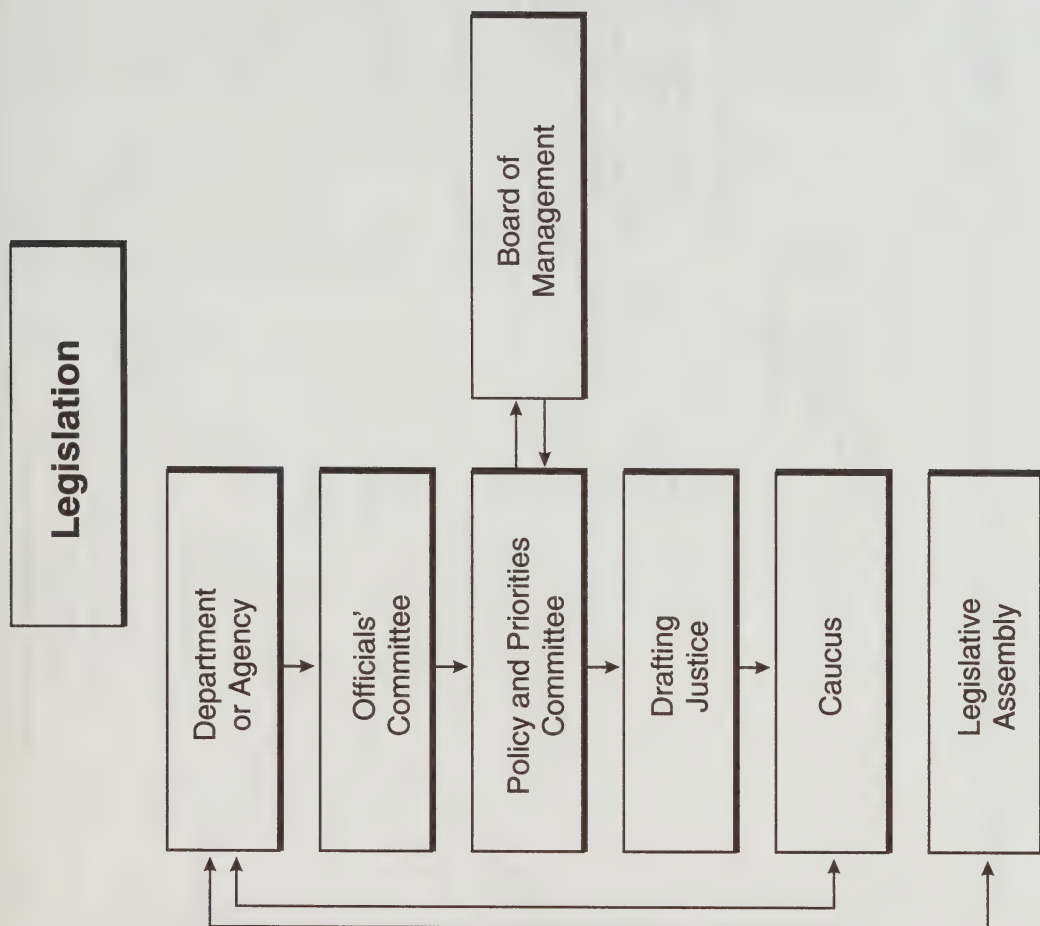 Legislation
Department
or Agency
Officials'
Committee
Policy and Priorities
Committee
Board of
Management
Drafting
Justice
Caucus
Legislative
Assembly